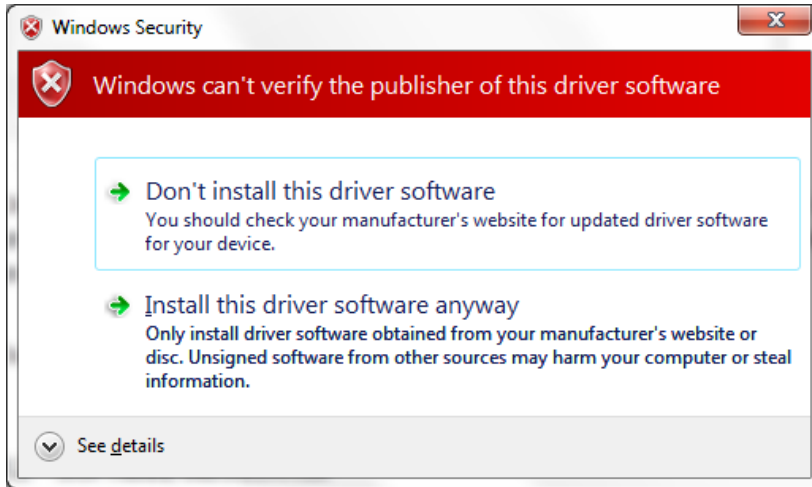 Windows Security
Windows can't verify the publisher of this driver software
Don't install this driver software
You should check your manufacturer's website for updated driver software
for your device.
Install this driver software anyway
Only install driver software obtained from your manufacturer's website or
disc. Unsigned software from other sources may harm your computer or steal
information.
See details